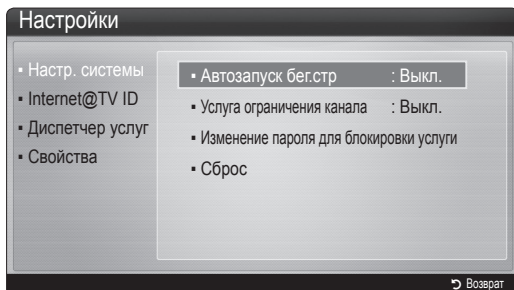 Настройки
▪ Настр. системы
▪ Internet@TV ID
▪ Диспетчер услуг
▪ Свойства
▪ Автозапуск бег.стр : Выкл.
▪ Услуга ограничения канала : Выкл.
▪ Изменение пароля для блокировки услуги
▪ Сброс
Возврат